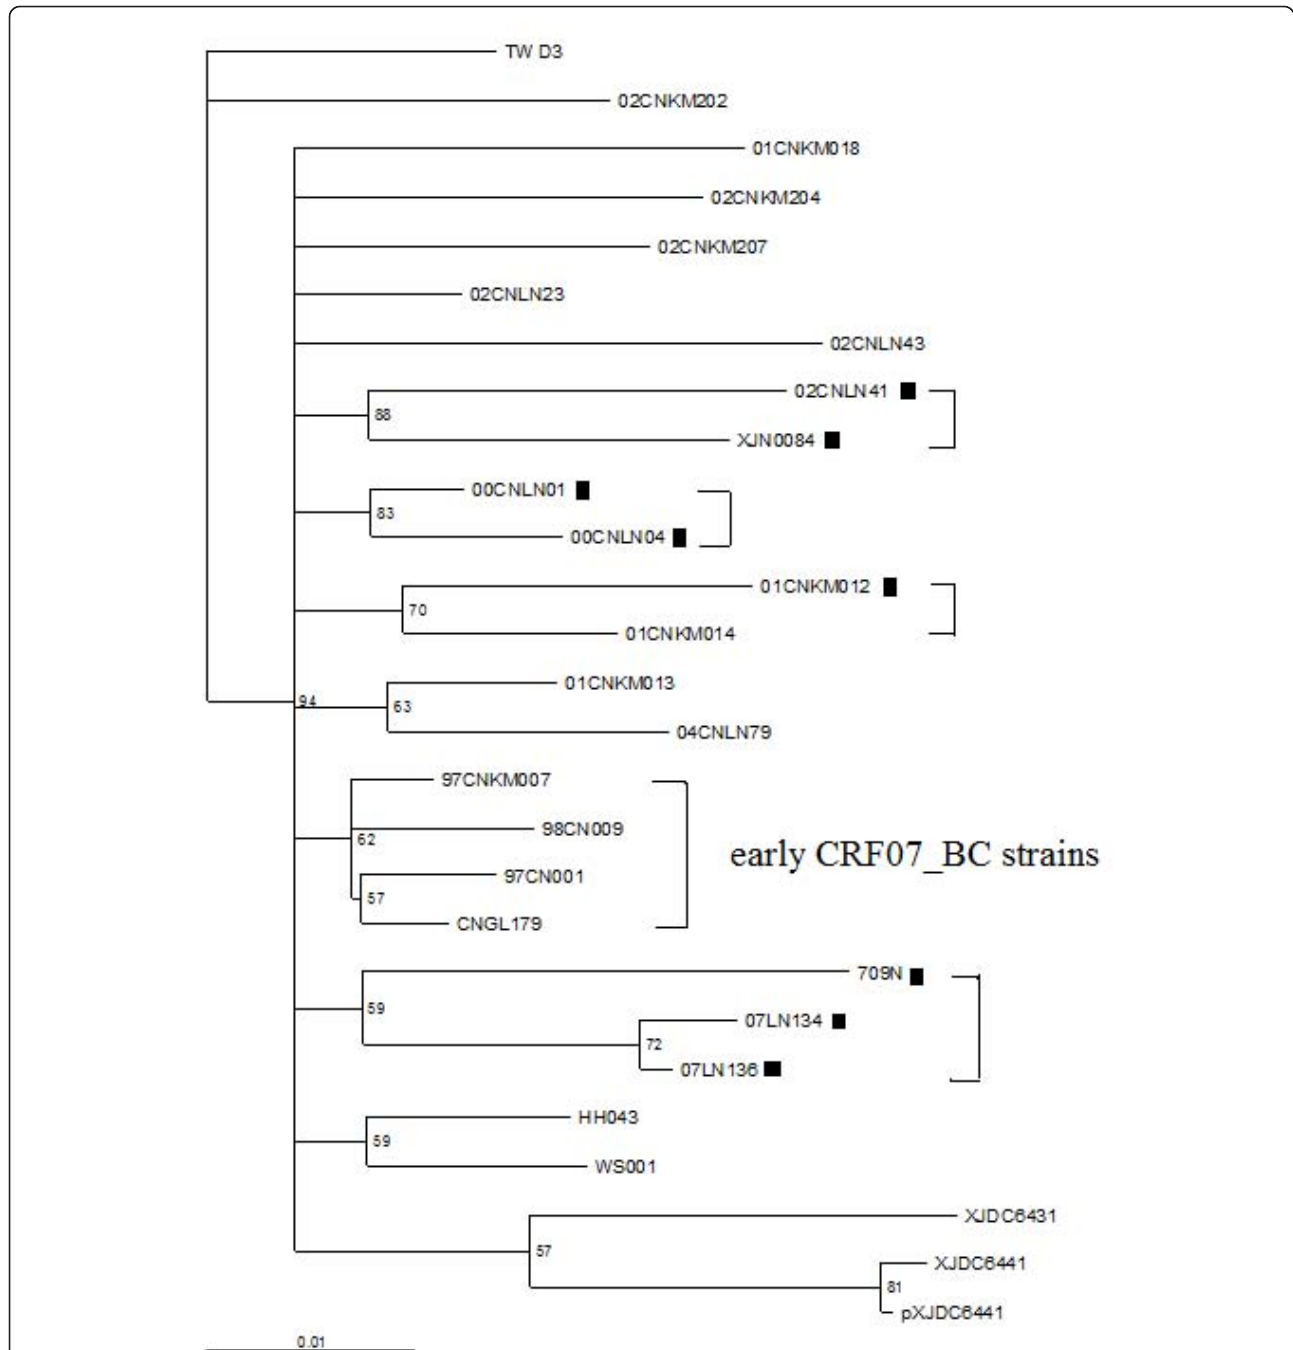 TW D3
02CNKM202
01CNKM018
02CNKM204
02CNKM207
02CNLN23
02CNLN43
02CNLN41
88
XJN0084
00CNLN01
83
00CNLN04
01CNKM012
70
01CNKM014
01CNKM013
94
63
04CNLN79
97CNKM007
98CN009
62
early CRF07_BC strains
97CN001
57
CNGL179
709N
59
07LN134
72
07LN136
HH043
59
WS001
XJDC6431
57
XJDC6441
81
pXJDC6441
0.01